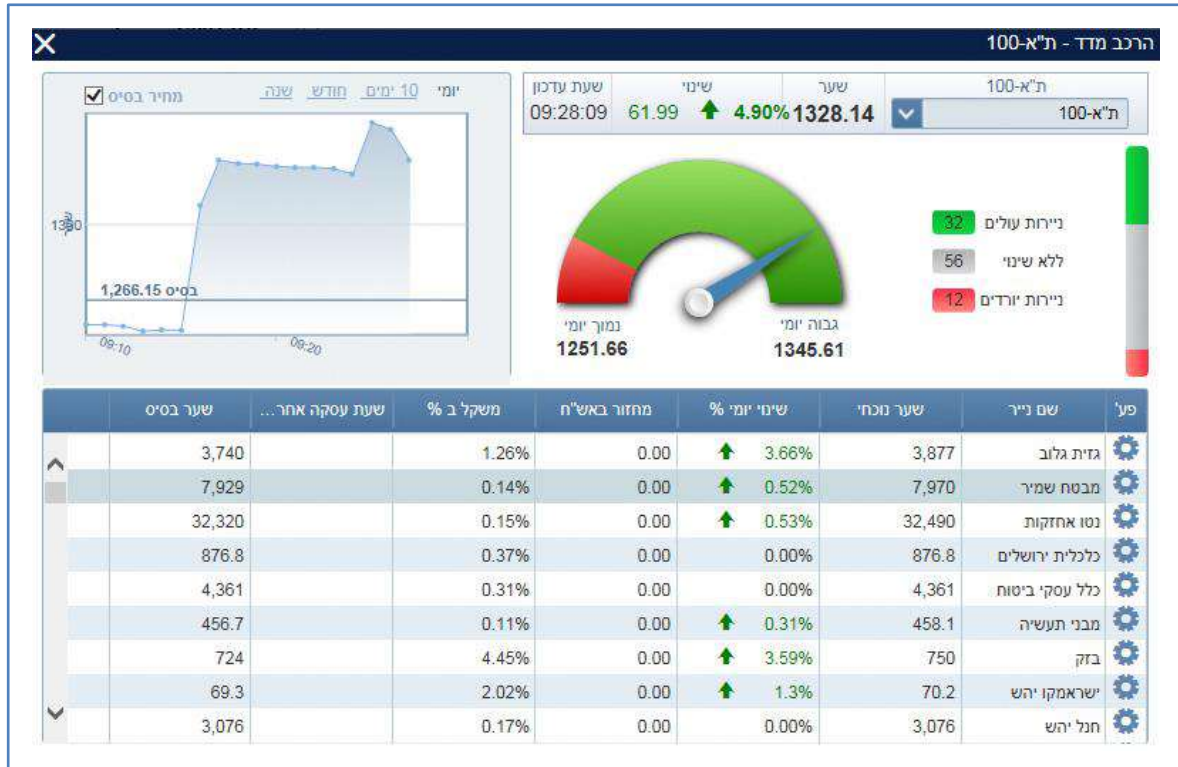 הרכב מדד - ת"א-100
ת"א-100 שער שינוי שעת עדכון
ת"א-100 1328.14 4.90% 61.99 09:28:09
יומי 10 ימים חודש שנה מחיר בסיס
1300
בסיס 1,266.15
09:10 09:20
ניירות עולים 32
ללא שינוי 56
ניירות יורדים 12
גבוה יומי נמוך יומי
1345.61 1251.66
פע' שם נייר שער נוכחי שינוי יומי % מחזור באש"ח משקל ב % שעת עסקה אחר... שער בסיס
גזית גלוב 3,877 3.66% 0.00 1.26% 3,740
מבטח שמיר 7,970 0.52% 0.00 0.14% 7,929
נטו אחזקות 32,490 0.53% 0.00 0.15% 32,320
כלכלית ירושלים 876.8 0.00% 0.00 0.37% 876.8
כלל עסקי ביטוח 4,361 0.00% 0.00 0.31% 4,361
מבני תעשיה 458.1 0.31% 0.00 0.11% 456.7
בזק 750 3.59% 0.00 4.45% 724
ישראמקו יהש 70.2 1.3% 0.00 2.02% 69.3
חנל יהש 3,076 0.00% 0.00 0.17% 3,076